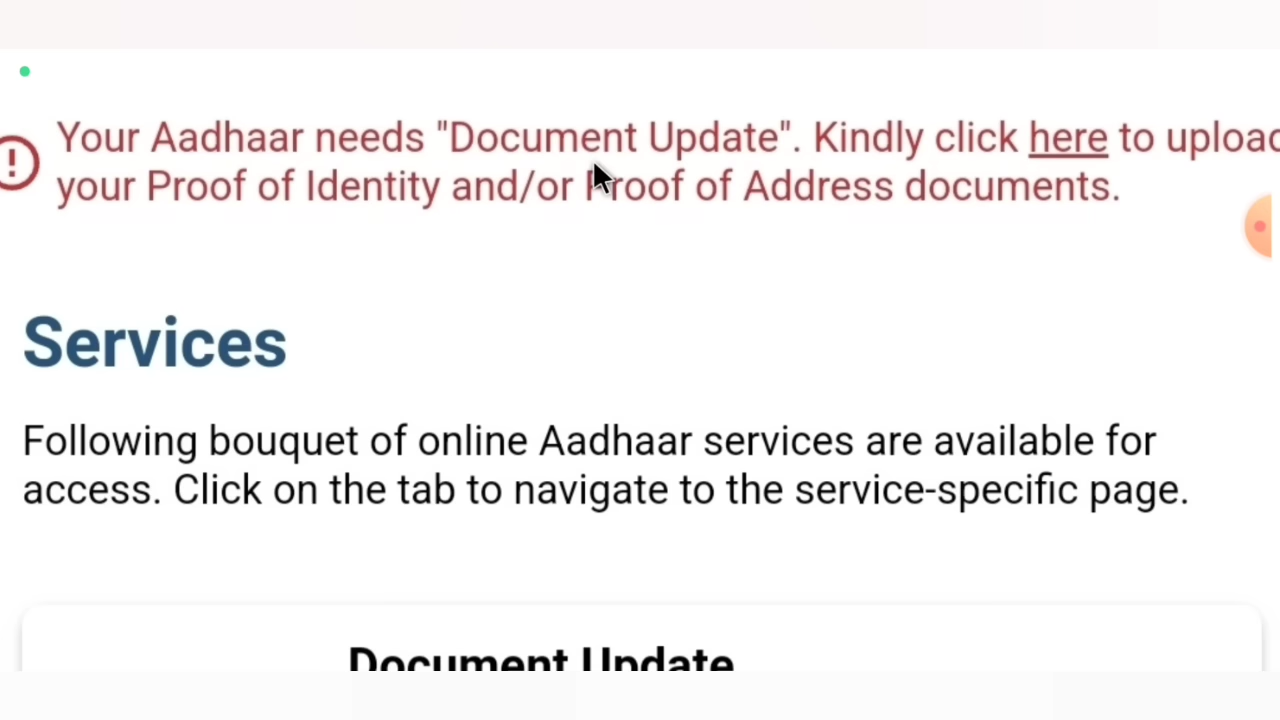 Your Aadhaar needs "Document Update". Kindly click here to upload
your Proof of Identity and/or Proof of Address documents.
Services
Following bouquet of online Aadhaar services are available for
access. Click on the tab to navigate to the service-specific page.
Document Update